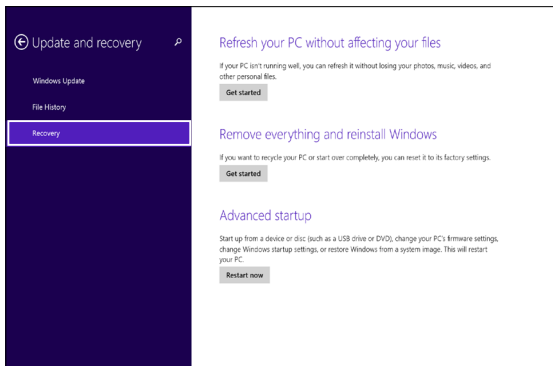 Update and recovery
Windows Update
File History
Recovery
Refresh your PC without affecting your files
If your PC isn't running well, you can refresh it without losing your photos, music, videos, and
other personal files.
Get started
Remove everything and reinstall Windows
If you want to recycle your PC or start over completely, you can reset it to its factory settings.
Get started
Advanced startup
Start up from a device or disc (such as a USB drive or DVD), change your PC's firmware settings,
change Windows startup settings, or restore Windows from a system image. This will restart
your PC.
Restart now